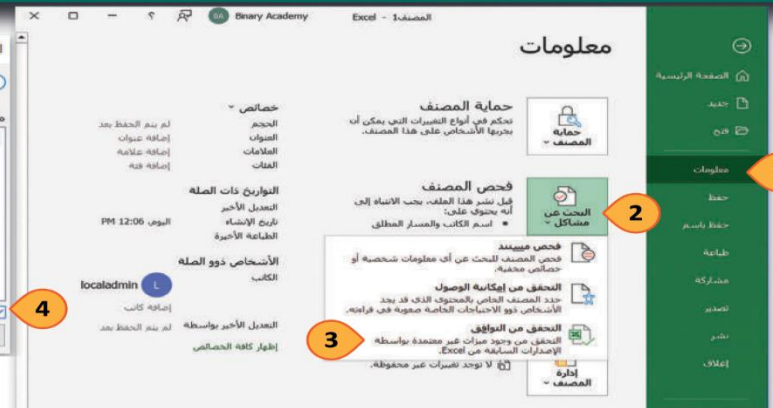 المصنف1 - Excel
Binary Academy
BA
؟
معلومات
الصفحة الرئيسية
جديد
فتح
معلومات
حفظ
حفظ باسم
طباعة
مشاركة
تصدير
نشر
إغلاق
حماية المصنف
حماية المصنف
تحكم في أنواع التغييرات التي يمكن أن
يجريها الأشخاص على هذا المصنف.
البحث عن
مشاكل
2
فحص المصنف
قبل نشر هذا الملف، يجب الانتباه إلى
أنه يحتوي على:
اسم الكاتب والمسار المطلق
فحص مستند
فحص المصنف للبحث عن أي معلومات شخصية أو
خصائص مخفية.
التحقق من إمكانية الوصول
حدد المصنف الخاص بالمحتوى الذي قد يجد
الأشخاص ذوو الاحتياجات الخاصة صعوبة في قراءته.
3
التحقق من التوافق
التحقق من وجود ميزات غير معتمدة بواسطة
الإصدارات السابقة من Excel.
إدارة
المصنف
لا توجد تغييرات غير محفوظة.
خصائص
الحجم لم يتم الحفظ بعد
العنوان إضافة عنوان
العلامات إضافة علامة
الفئات إضافة فئة
التواريخ ذات الصلة
التعديل الأخير
تاريخ الإنشاء اليوم، 12:06 PM
الطباعة الأخيرة
الأشخاص ذوو الصلة
الكاتب L localadmin
إضافة كاتب
التعديل الأخير بواسطة لم يتم الحفظ بعد
إظهار كافة الخصائص
4